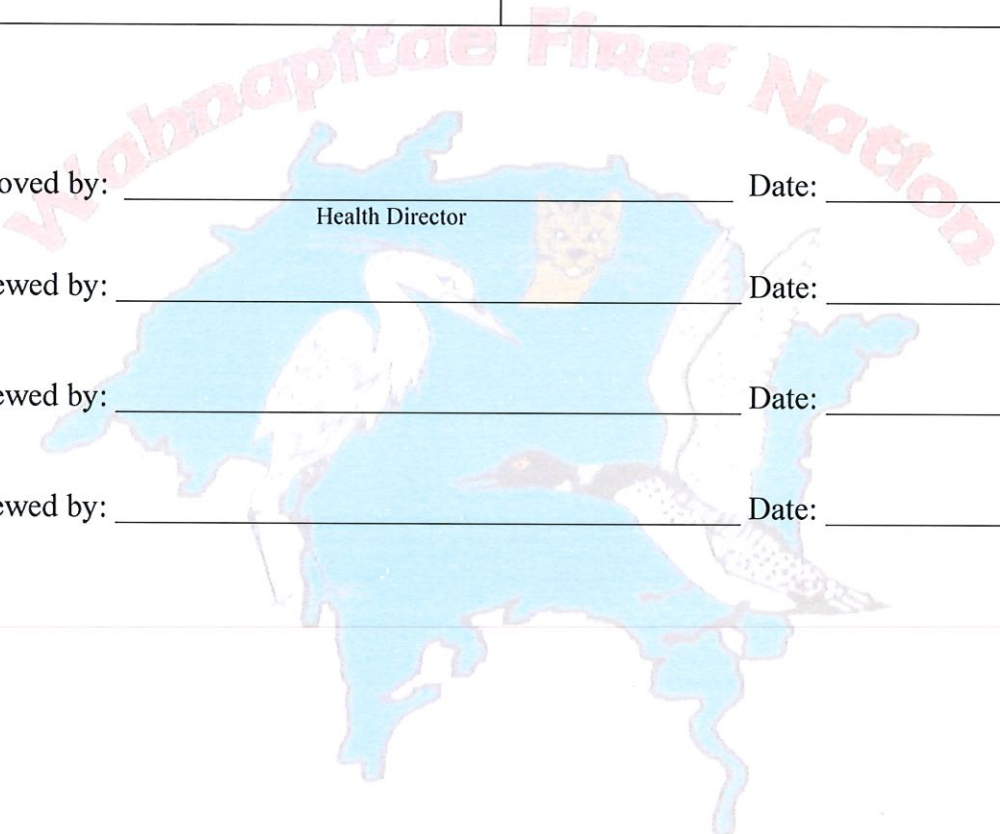 Wahnapitae First Nation
oved by: Date:
Health Director
ewed by: Date:
ewed by: Date:
ewed by: Date: